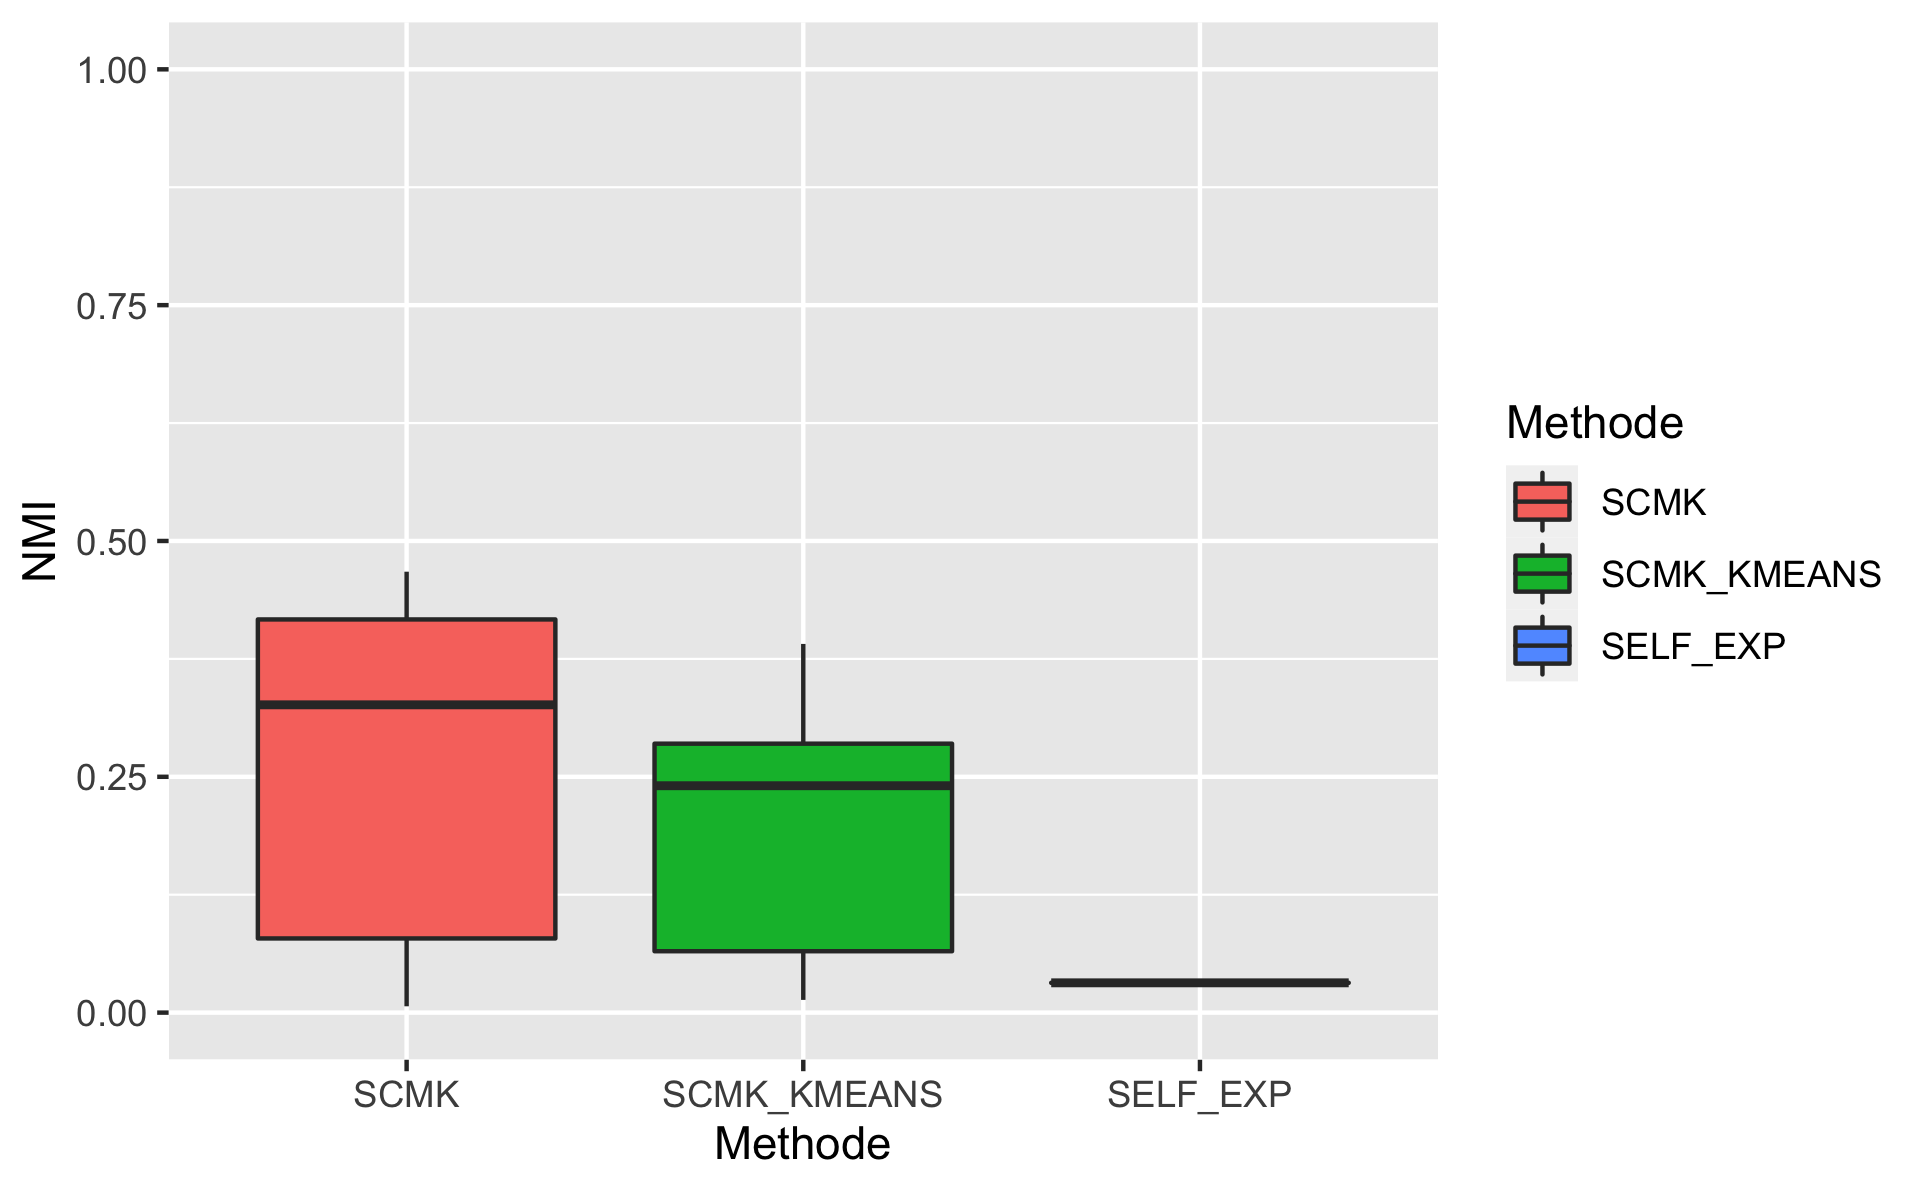 NMI
1.00
0.75
0.50
0.25
0.00
SCMK
SCMK_KMEANS
SELF_EXP
Methode
Methode
SCMK
SCMK_KMEANS
SELF_EXP